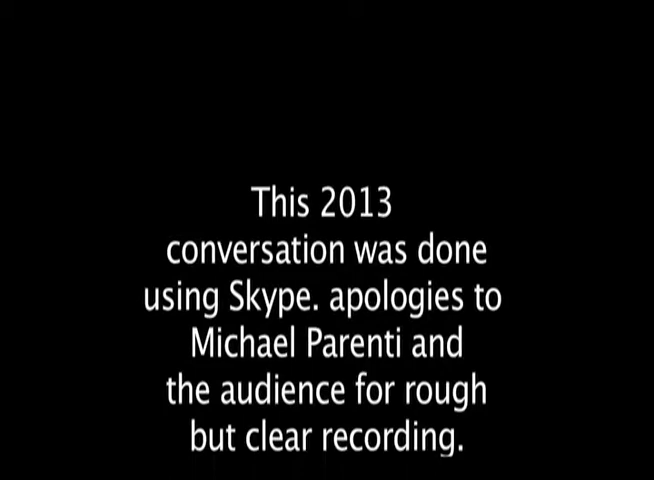 This 2013
conversation was done
using Skype. apologies to
Michael Parenti and
the audience for rough
but clear recording.